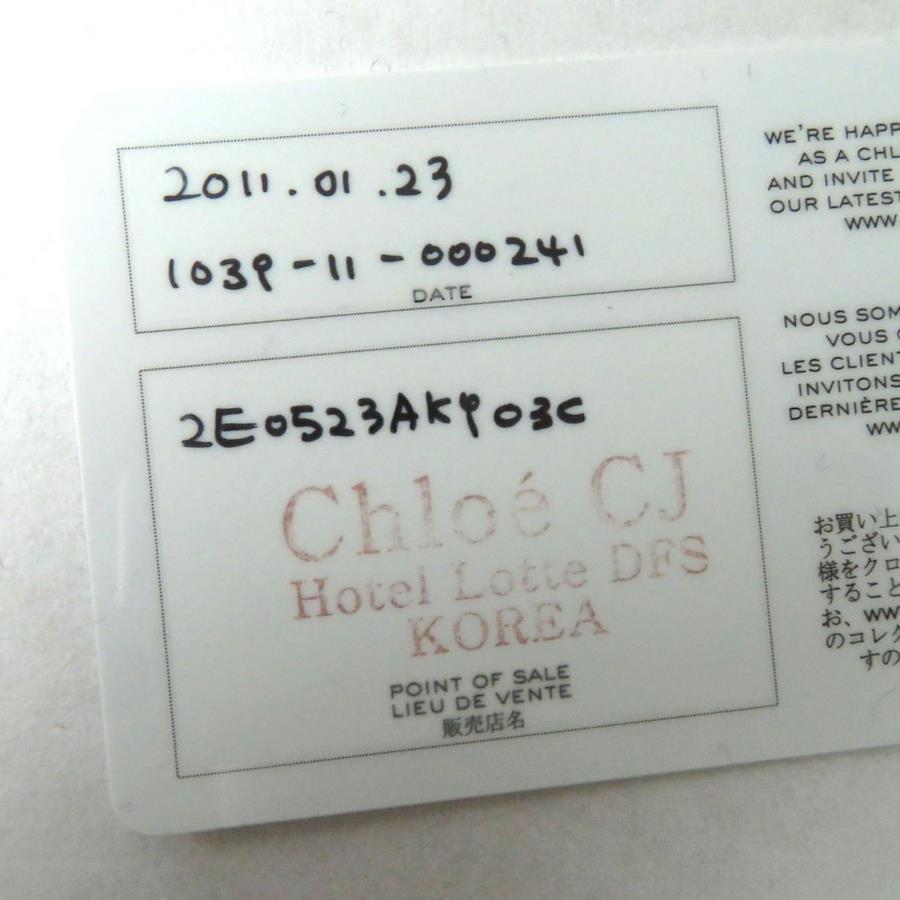 2011.01.23
1039-11-000241
DATE
2E0523AK903C
Chloé CJ
Hotel Lotte DFS
KOREA
POINT OF SALE
LIEU DE VENTE
販売店名
WE'RE HAPP
AS A CHL
AND INVITE
OUR LATEST
WWW.
NOUS SOM
VOUS
LES CLIENT
INVITONS
DERNIÈRE
WW
お買い上
うござい
様をクロ
すること
お、WW
のコレク
すの